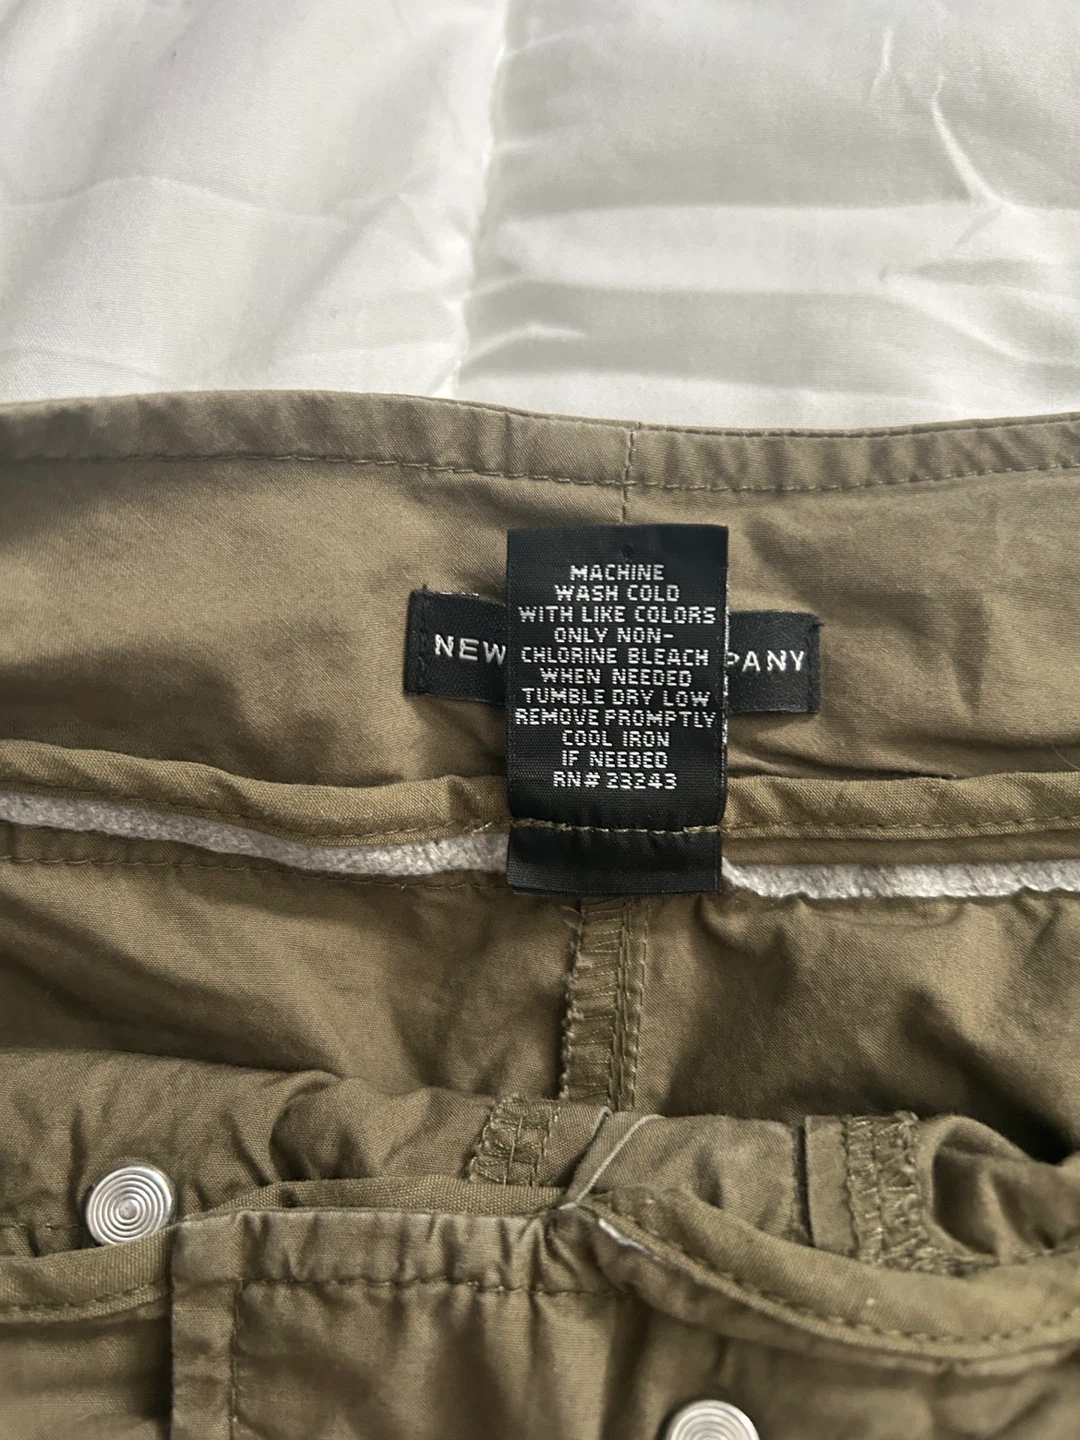 MACHINE
WASH COLD
WITH LIKE COLORS
ONLY NON-
CHLORINE BLEACH
WHEN NEEDED
TUMBLE DRY LOW
REMOVE PROMPTLY
COOL IRON
IF NEEDED
RN# 23243
NEW PANY